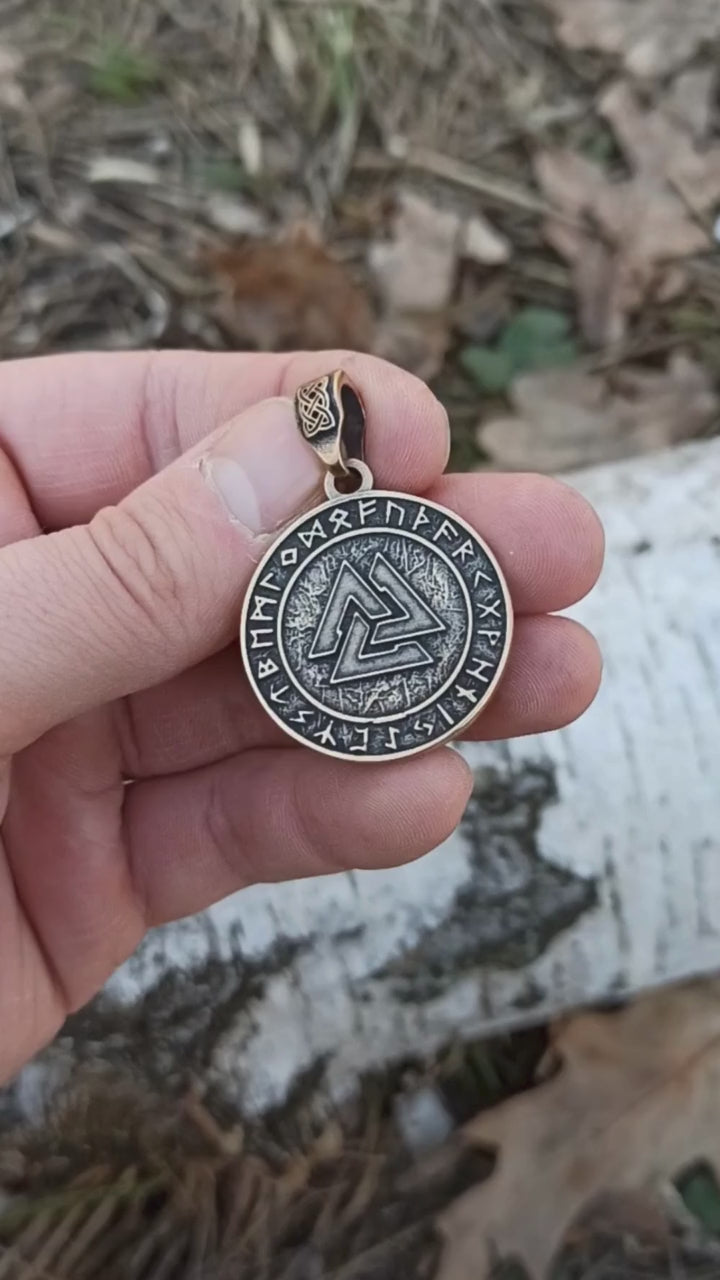 ᚠᚢᚦᚨᚱᚲᚷᚹᚺᚾᛁᛃᛇᛈᛉᛊᛏᛒᛖᛗᛚᛜᛞᛟ